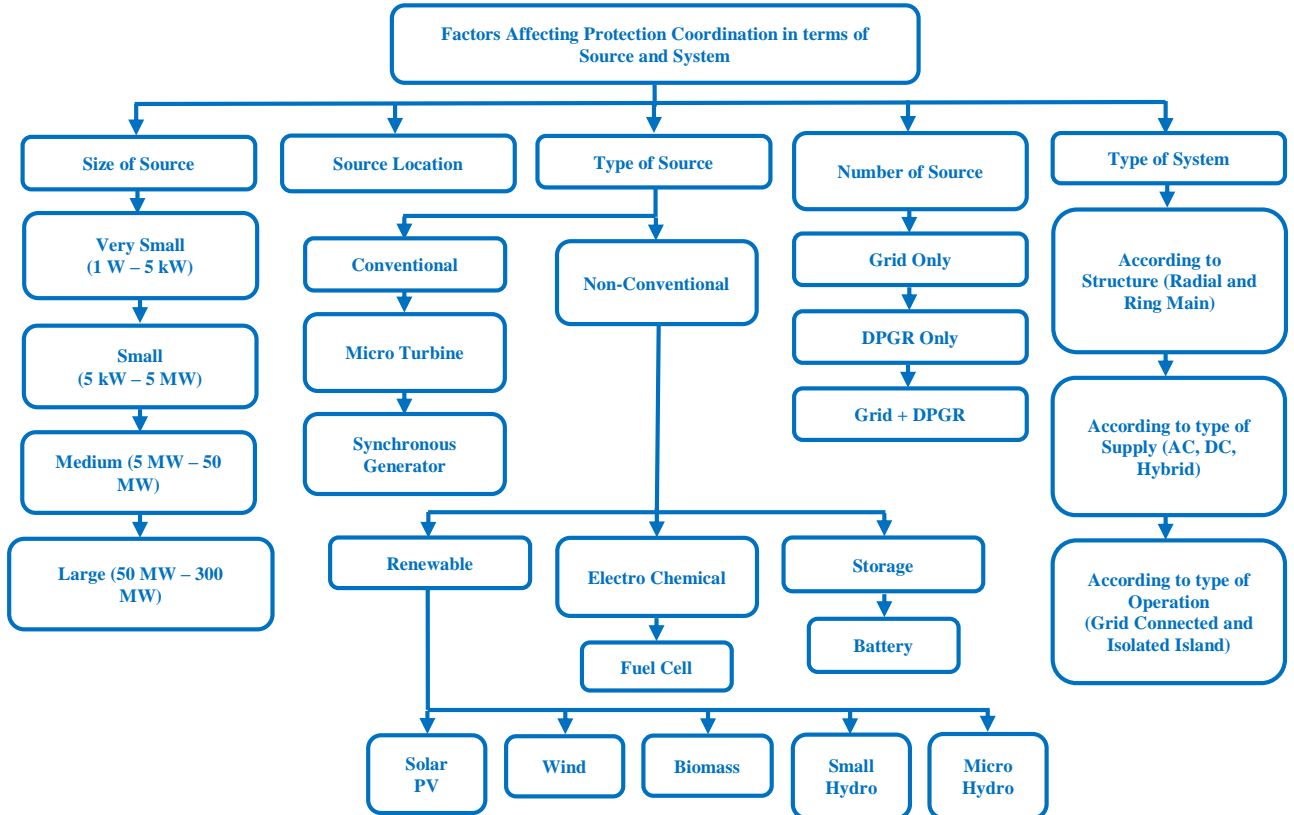 Factors Affecting Protection Coordination in terms of
Source and System
Size of Source
Source Location
Type of Source
Number of Source
Type of System
Very Small
(1 W – 5 kW)
Small
(5 kW – 5 MW)
Medium (5 MW – 50
MW)
Large (50 MW – 300
MW)
Conventional
Micro Turbine
Synchronous
Generator
Non-Conventional
Renewable
Electro Chemical
Storage
Fuel Cell
Battery
Solar
PV
Wind
Biomass
Small
Hydro
Micro
Hydro
Grid Only
DPGR Only
Grid + DPGR
According to
Structure (Radial and
Ring Main)
According to type of
Supply (AC, DC,
Hybrid)
According to type of
Operation
(Grid Connected and
Isolated Island)